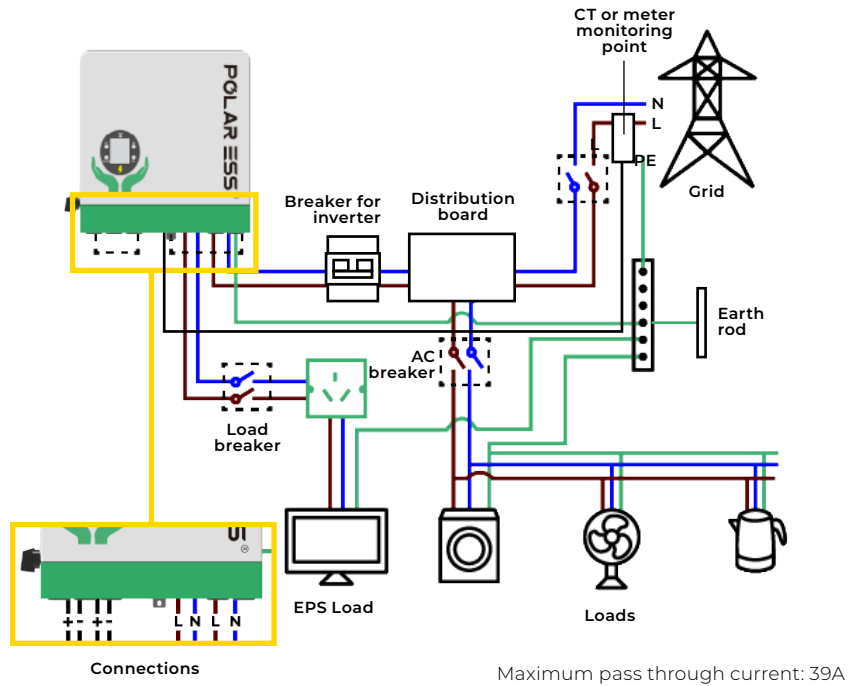 CT or meter
monitoring
point
POLAR ESS
N
L
L
PE
Grid
Breaker for
inverter
Distribution
board
Earth
rod
AC
breaker
Load
breaker
SI
®
EPS Load
+ - + -
L N L N
Loads
Connections
Maximum pass through current: 39A